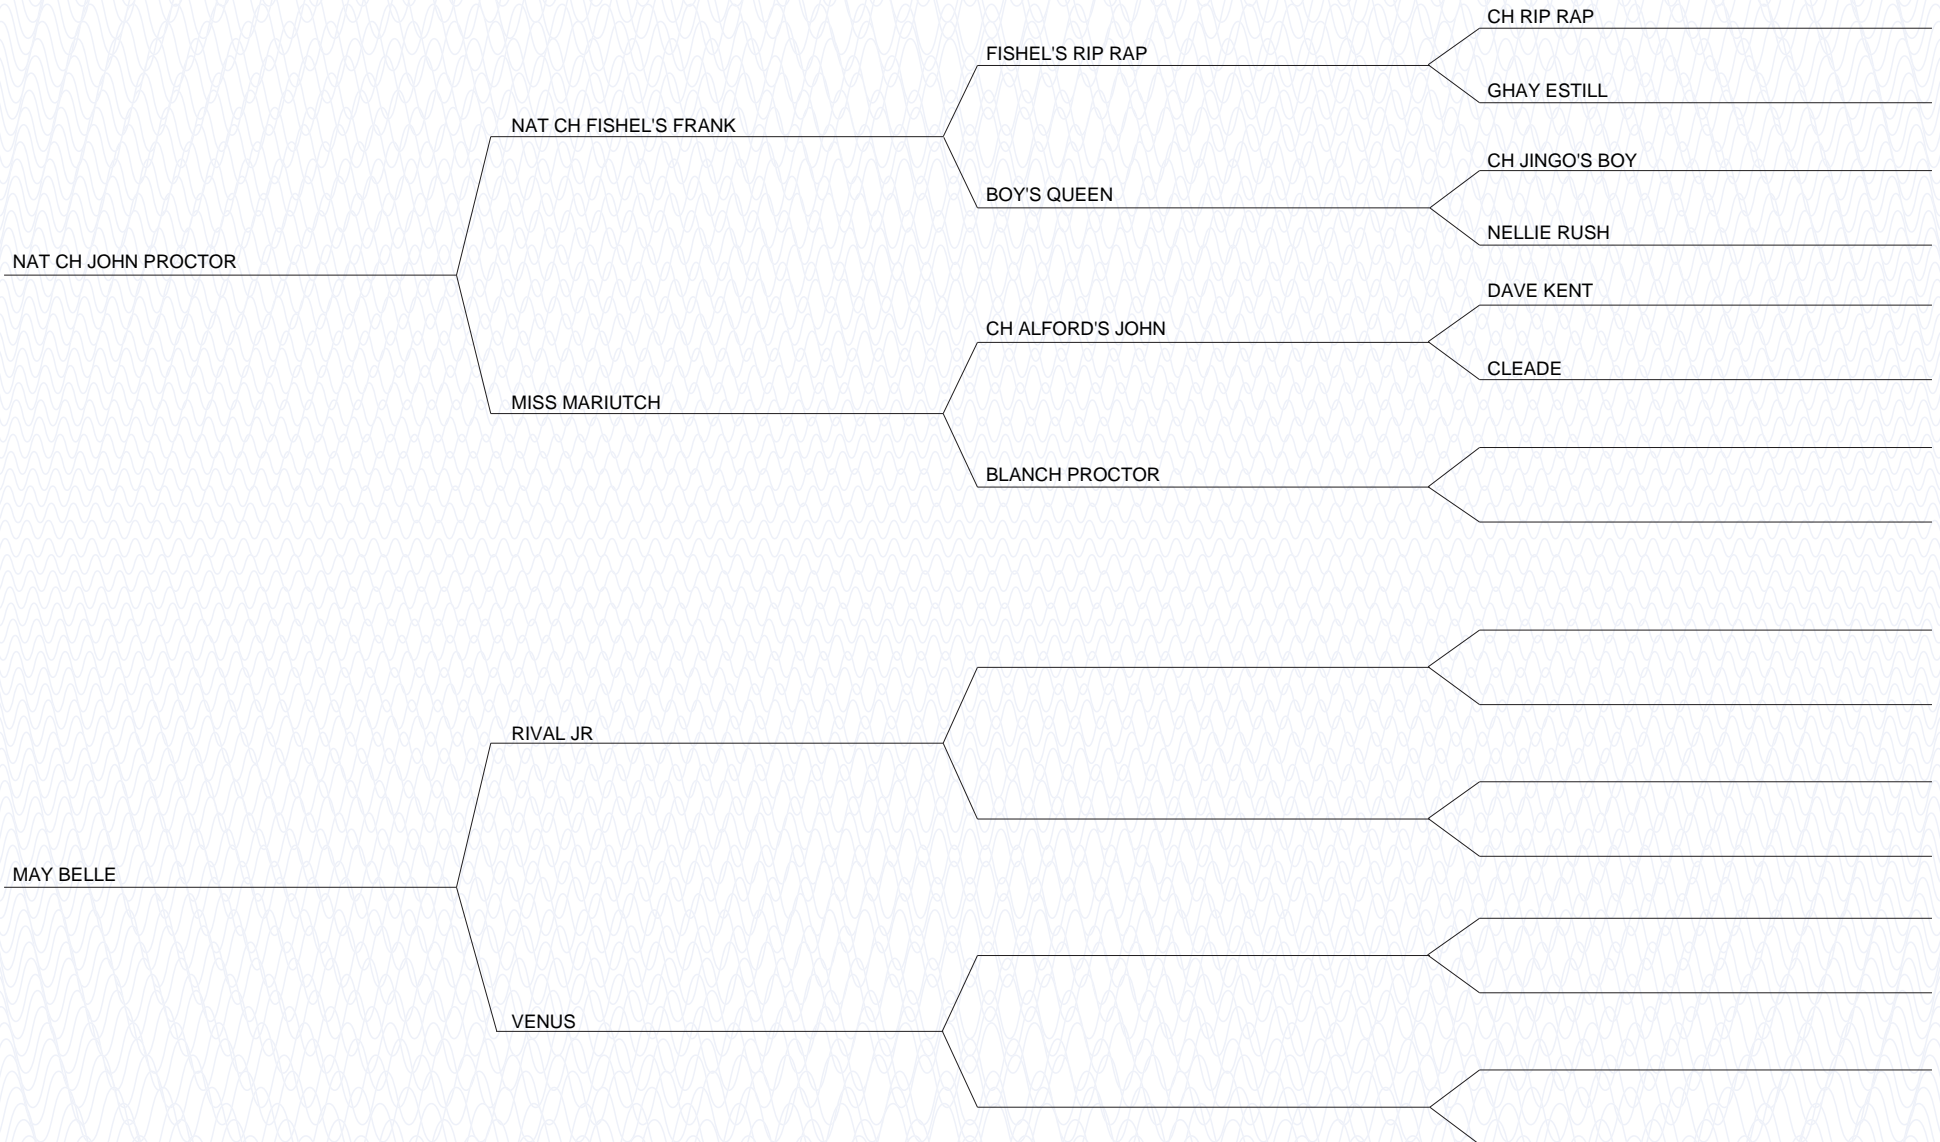 CH RIP RAP
FISHEL'S RIP RAP
GHAY ESTILL
NAT CH FISHEL'S FRANK
CH JINGO'S BOY
BOY'S QUEEN
NELLIE RUSH
NAT CH JOHN PROCTOR
DAVE KENT
CH ALFORD'S JOHN
CLEADE
MISS MARIUTCH
BLANCH PROCTOR
RIVAL JR
MAY BELLE
VENUS